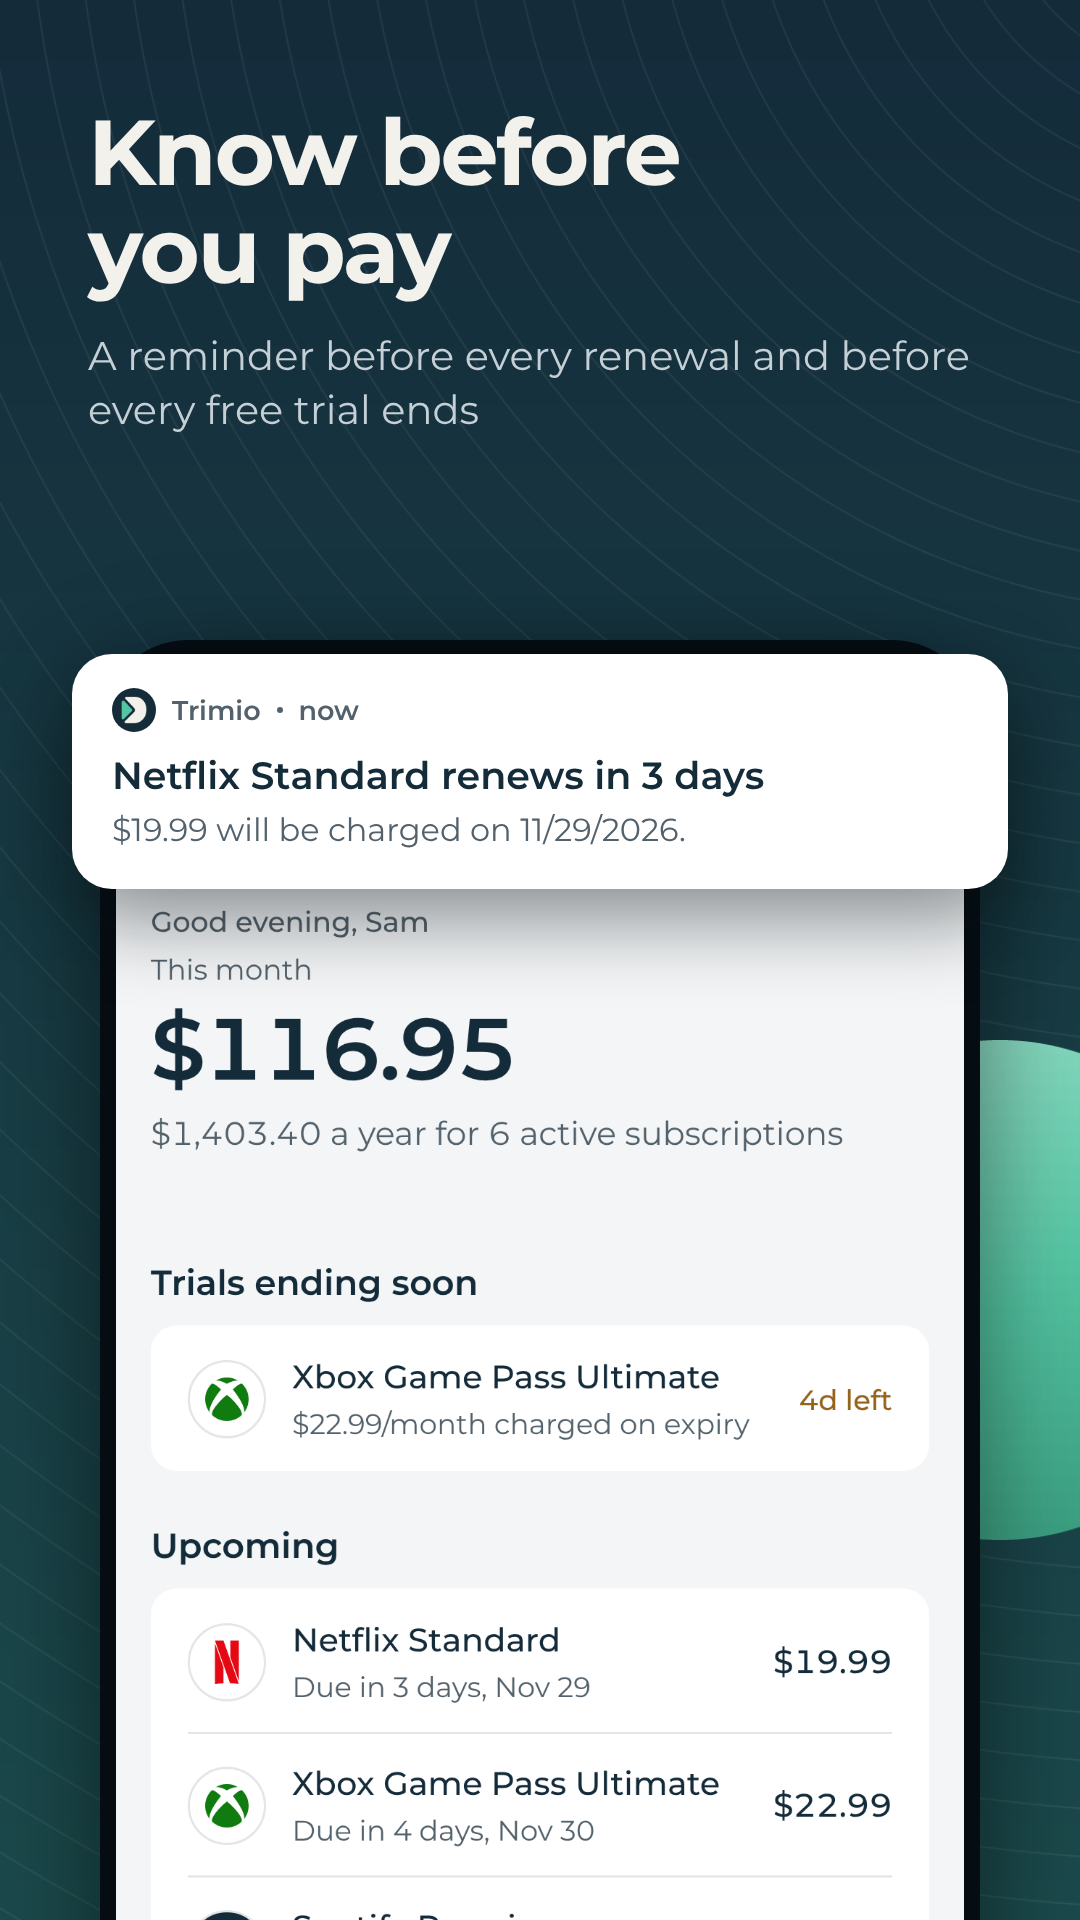 Know before
you pay
A reminder before every renewal and before
every free trial ends
Trimio • now
Netflix Standard renews in 3 days
$19.99 will be charged on 11/29/2026.
Good evening, Sam
This month
$116.95
$1,403.40 a year for 6 active subscriptions
Trials ending soon
Xbox Game Pass Ultimate
$22.99/month charged on expiry
4d left
Upcoming
Netflix Standard
Due in 3 days, Nov 29
$19.99
Xbox Game Pass Ultimate
Due in 4 days, Nov 30
$22.99